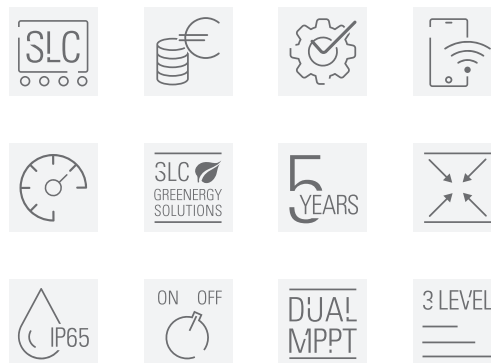 SLC
SLC
GREENERGY
SOLUTIONS
5
YEARS
IP65
ON OFF
DUAL
MPPT
3 LEVEL